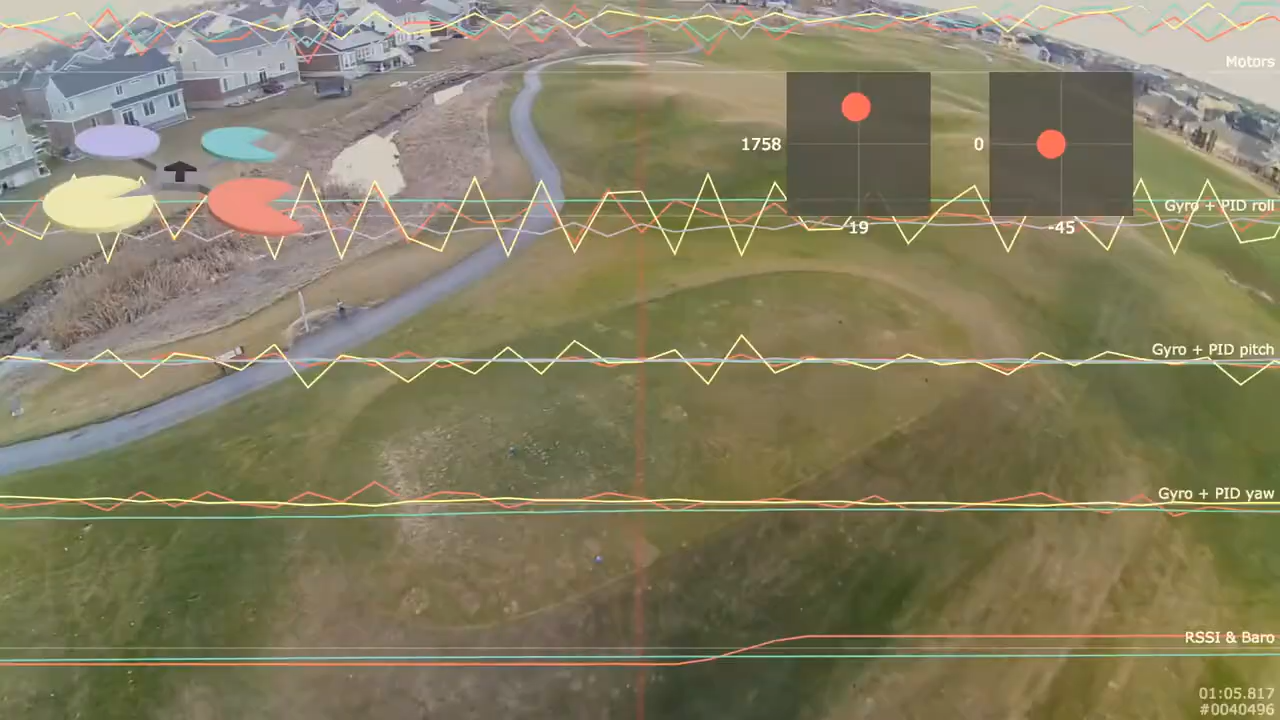 Motors
1758
0
Gyro + PID roll
19
-45
Gyro + PID pitch
Gyro + PID yaw
RSSI & Baro
01:05.817
#0040496